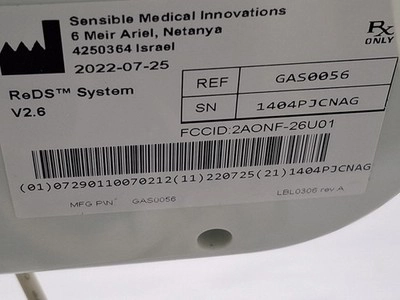 Sensible Medical Innovations
6 Meir Ariel, Netanya
4250364 Israel
2022-07-25
Rx
ONLY
ReDS™ System
V2.6
REF GAS0056
SN 1404PJCNAG
FCCID:2AONF-26U01
(01)07290110070212(11)220725(21)1404PJCNAG
MFG P/N: GAS0056
LBL0306 rev A